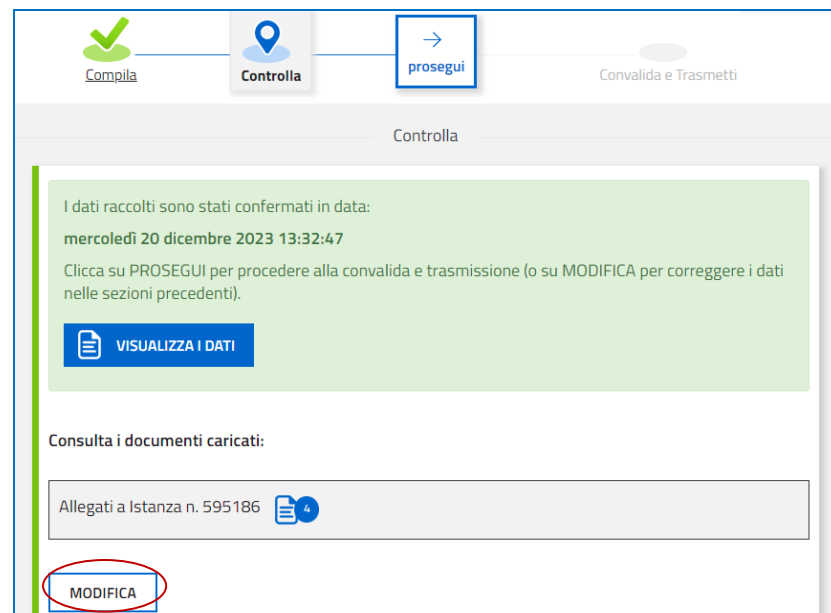 Compila
Controlla
prosegui
Convalida e Trasmetti
Controlla
I dati raccolti sono stati confermati in data:
mercoledì 20 dicembre 2023 13:32:47
Clicca su PROSEGUI per procedere alla convalida e trasmissione (o su MODIFICA per correggere i dati
nelle sezioni precedenti).
VISUALIZZA I DATI
Consulta i documenti caricati:
Allegati a Istanza n. 595186 4
MODIFICA